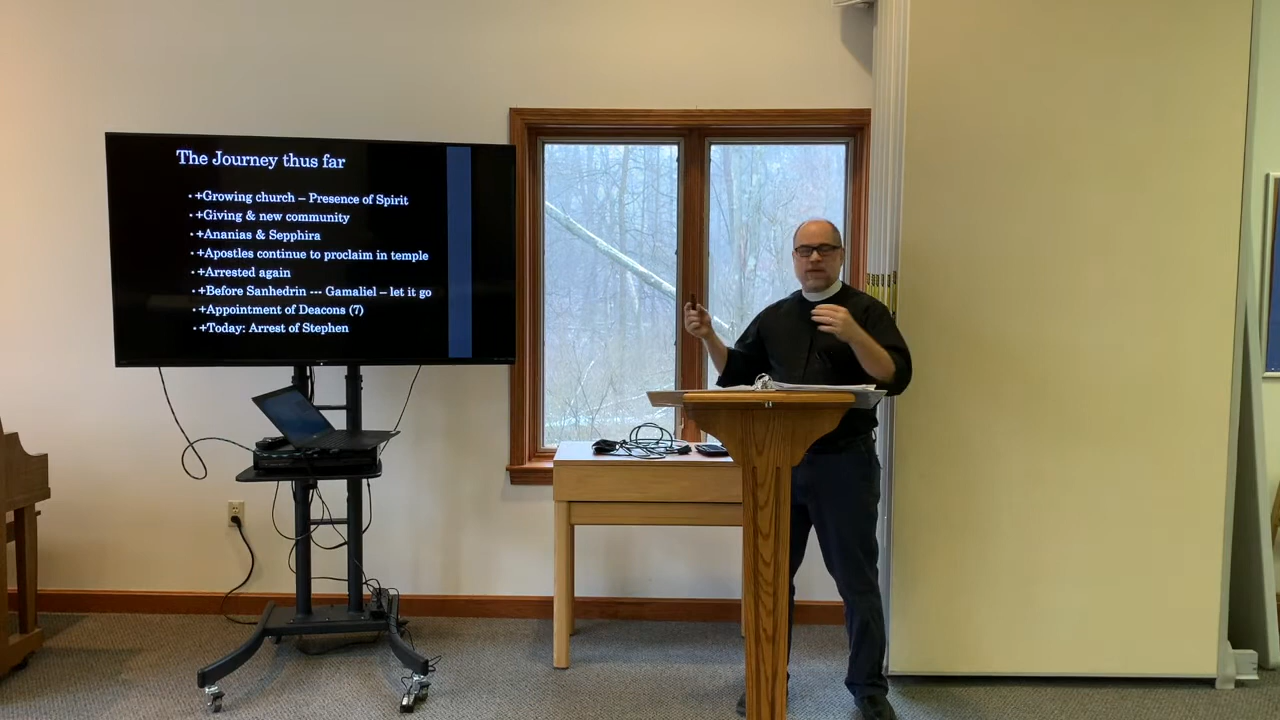 The Journey thus far
• +Growing church – Presence of Spirit
• +Giving & new community
• +Ananias & Sepphira
• +Apostles continue to proclaim in temple
• +Arrested again
• +Before Sanhedrin --- Gamaliel – let it go
• +Appointment of Deacons (7)
• +Today: Arrest of Stephen